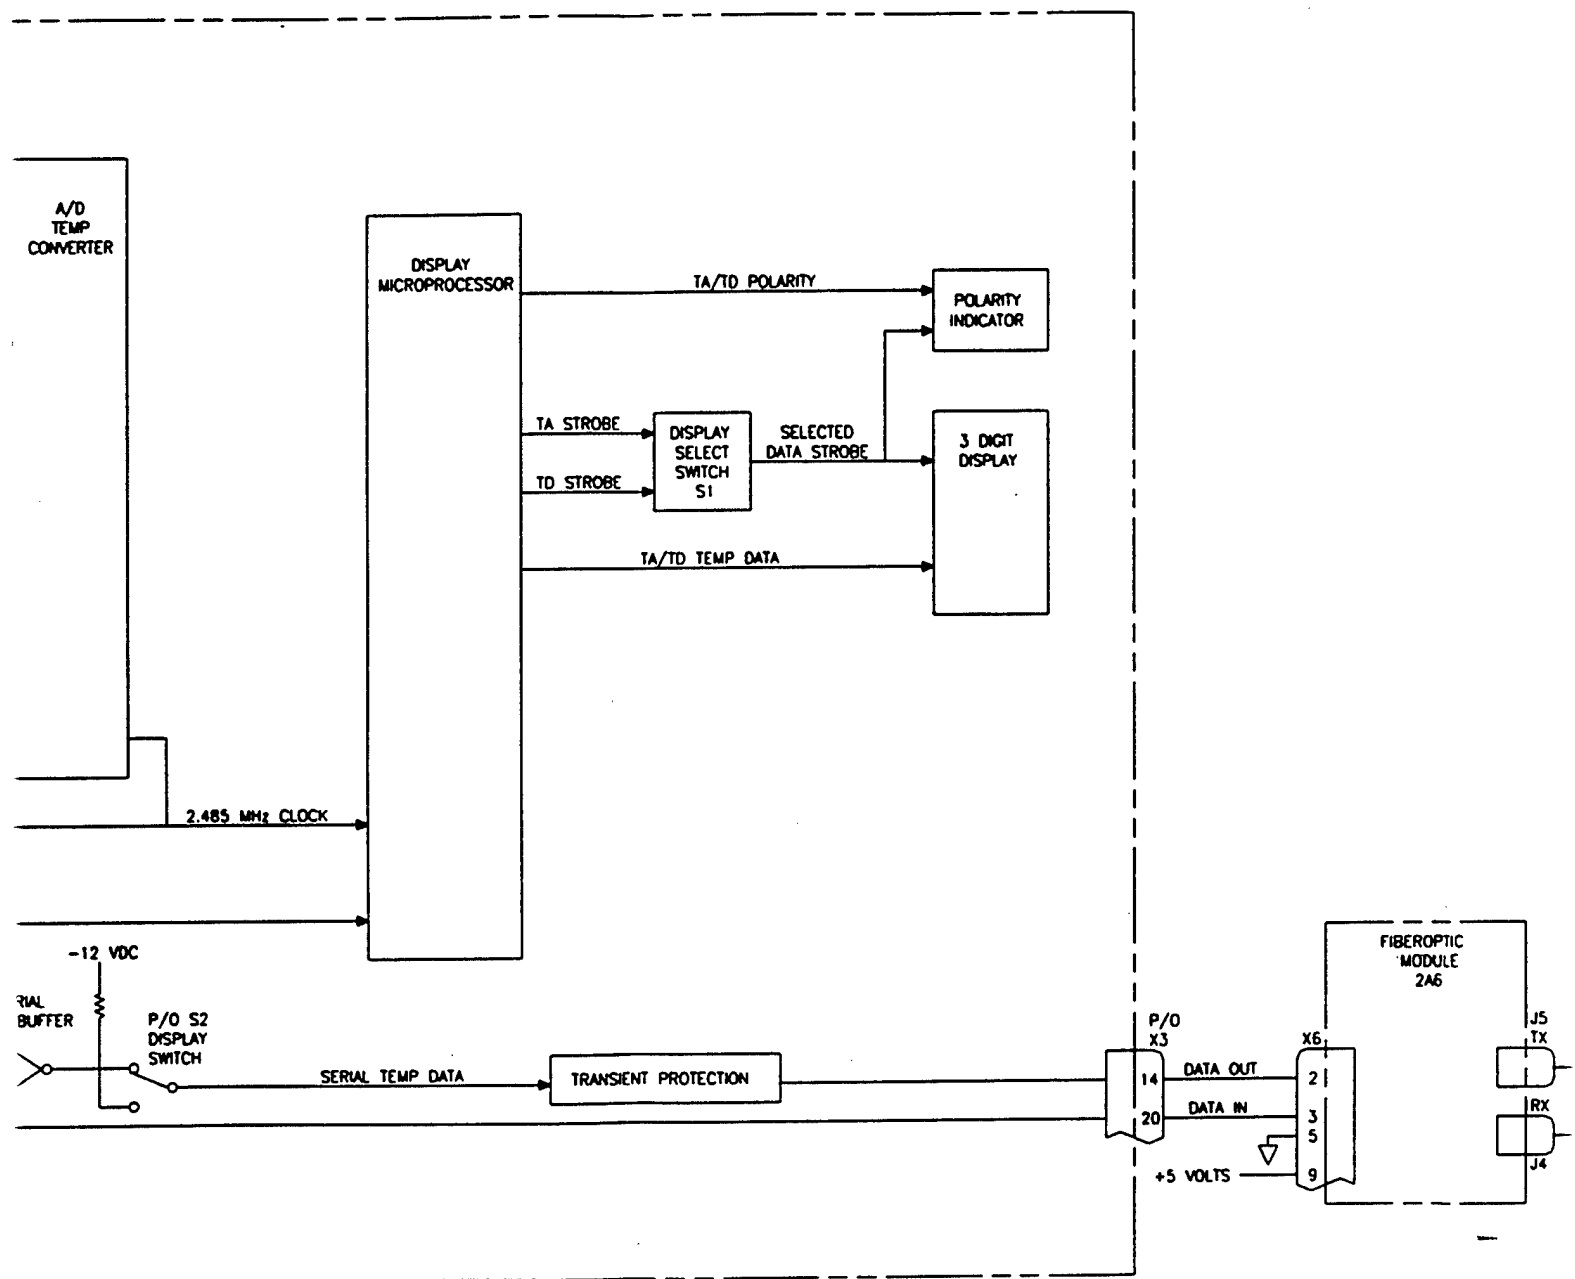 A/D
TEMP
CONVERTER
DISPLAY
MICROPROCESSOR
TA/TD POLARITY
POLARITY
INDICATOR
TA STROBE
TD STROBE
DISPLAY
SELECT
SWITCH
S1
SELECTED
DATA STROBE
3 DIGIT
DISPLAY
TA/TD TEMP DATA
2.485 MHz CLOCK
-12 VDC
RIAL
BUFFER
P/O S2
DISPLAY
SWITCH
SERIAL TEMP DATA
TRANSIENT PROTECTION
P/O
X3
14
20
DATA OUT
DATA IN
+5 VOLTS
X6
2
3
5
9
FIBEROPTIC
MODULE
2A6
J5
TX
RX
J4